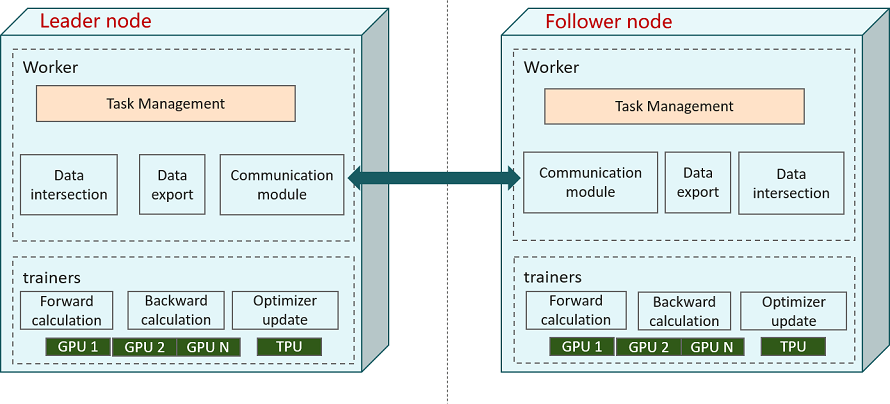 Leader node
Worker
Task Management
Data
intersection
Data
export
Communication
module
trainers
Forward
calculation
Backward
calculation
Optimizer
update
GPU 1
GPU 2
GPU N
TPU
Follower node
Worker
Task Management
Communication
module
Data
export
Data
intersection
trainers
Forward
calculation
Backward
calculation
Optimizer
update
GPU 1
GPU 2
GPU N
TPU